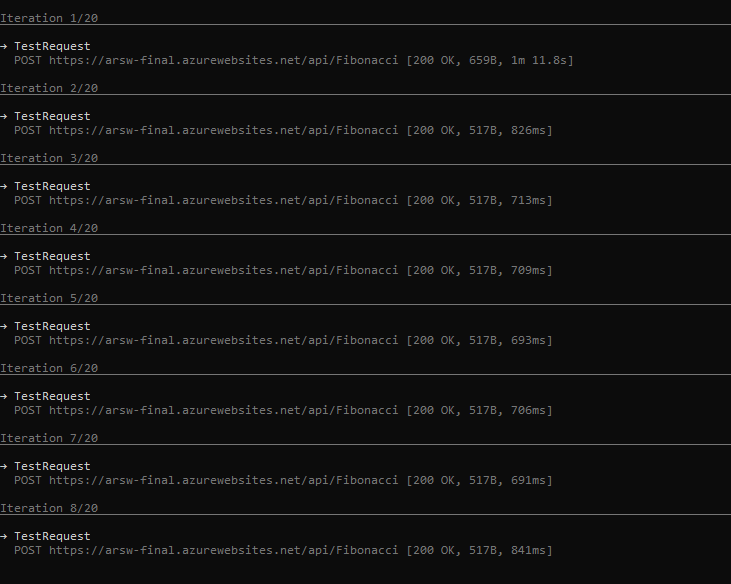 Iteration 1/20
→ TestRequest
POST https://arsw-final.azurewebsites.net/api/Fibonacci [200 OK, 659B, 1m 11.8s]
Iteration 2/20
→ TestRequest
POST https://arsw-final.azurewebsites.net/api/Fibonacci [200 OK, 517B, 826ms]
Iteration 3/20
→ TestRequest
POST https://arsw-final.azurewebsites.net/api/Fibonacci [200 OK, 517B, 713ms]
Iteration 4/20
→ TestRequest
POST https://arsw-final.azurewebsites.net/api/Fibonacci [200 OK, 517B, 709ms]
Iteration 5/20
→ TestRequest
POST https://arsw-final.azurewebsites.net/api/Fibonacci [200 OK, 517B, 693ms]
Iteration 6/20
→ TestRequest
POST https://arsw-final.azurewebsites.net/api/Fibonacci [200 OK, 517B, 706ms]
Iteration 7/20
→ TestRequest
POST https://arsw-final.azurewebsites.net/api/Fibonacci [200 OK, 517B, 691ms]
Iteration 8/20
→ TestRequest
POST https://arsw-final.azurewebsites.net/api/Fibonacci [200 OK, 517B, 841ms]